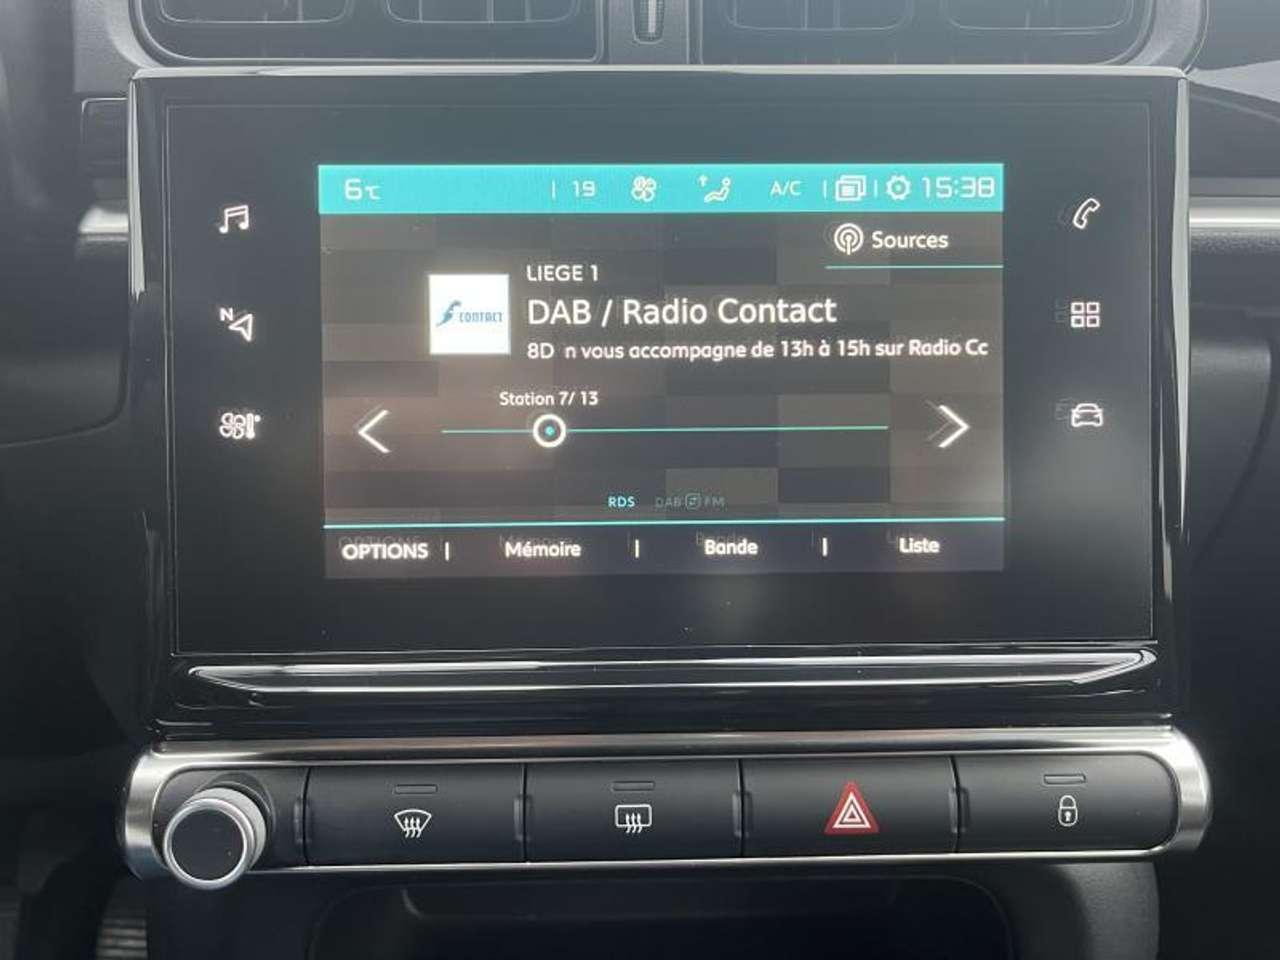 6°C | 19 A/C | | 15:38
Sources
LIEGE 1
CONTACT
DAB / Radio Contact
8D n vous accompagne de 13h à 15h sur Radio Cc
Station 7/ 13
N
RDS DAB FM
OPTIONS | Mémoire | Bande | Liste